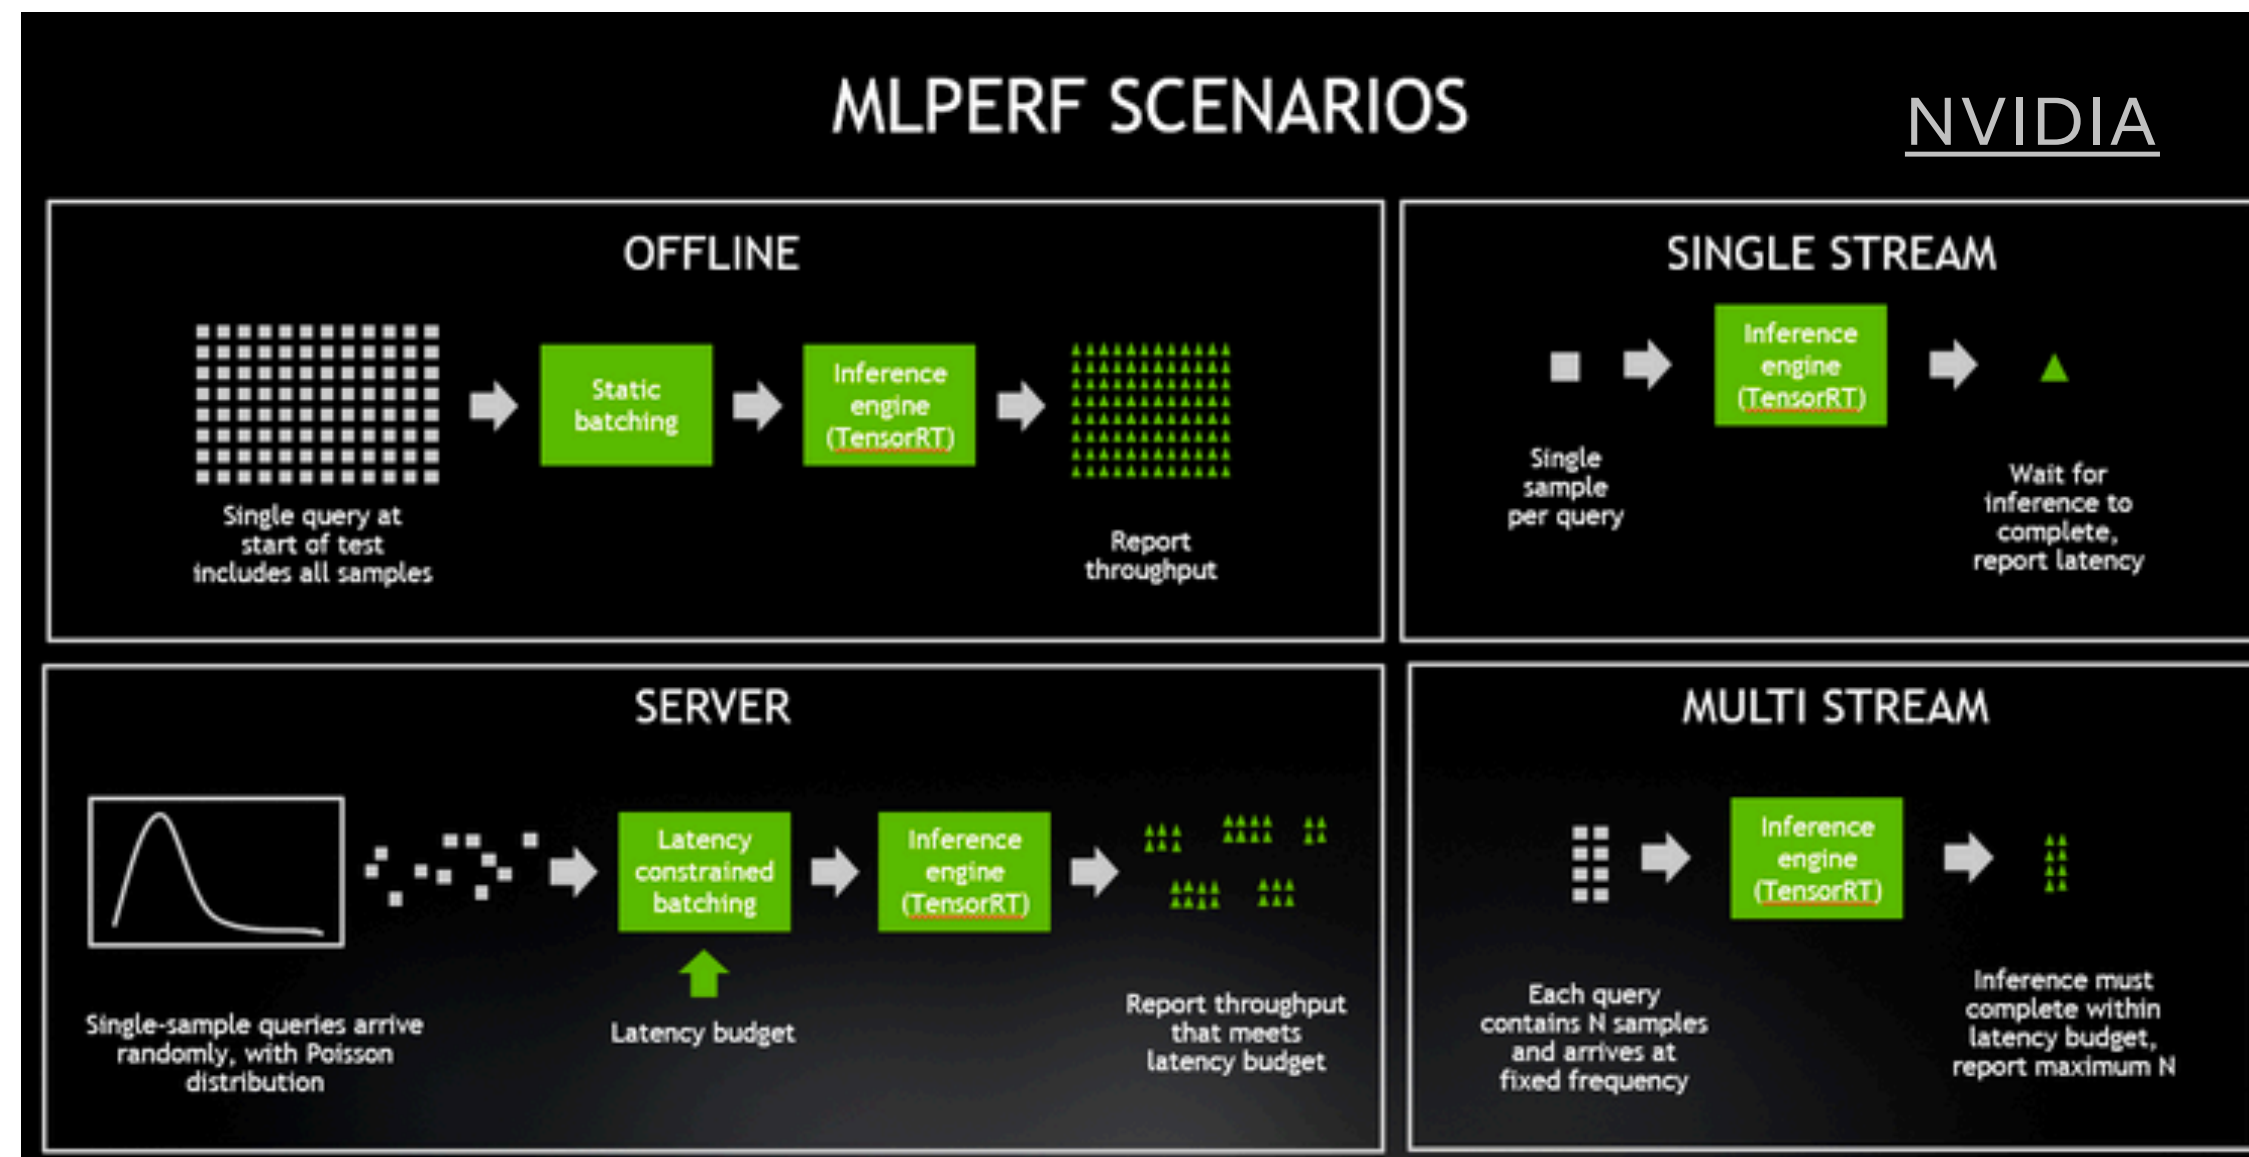 MLPERF SCENARIOS
NVIDIA
OFFLINE
Static
batching
Inference
engine
(TensorRT)
Single query at
start of test
includes all samples
Report
throughput
SINGLE STREAM
Inference
engine
(TensorRT)
Single
sample
per query
Wait for
inference to
complete,
report latency
SERVER
Latency
constrained
batching
Inference
engine
(TensorRT)
Single-sample queries arrive
randomly, with Poisson
distribution
Latency budget
Report throughput
that meets
latency budget
MULTI STREAM
Inference
engine
(TensorRT)
Each query
contains N samples
and arrives at
fixed frequency
Inference must
complete within
latency budget,
report maximum N